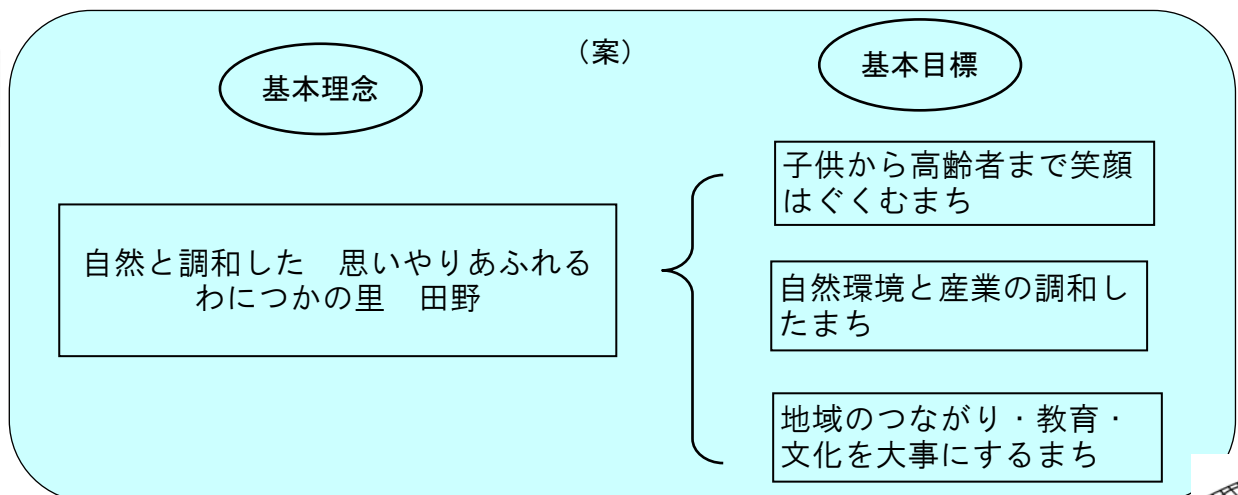 （案）
基本理念
基本目標
自然と調和した　思いやりあふれる
わにつかの里　田野
子供から高齢者まで笑顔
はぐくむまち
自然環境と産業の調和し
たまち
地域のつながり・教育・
文化を大事にするまち